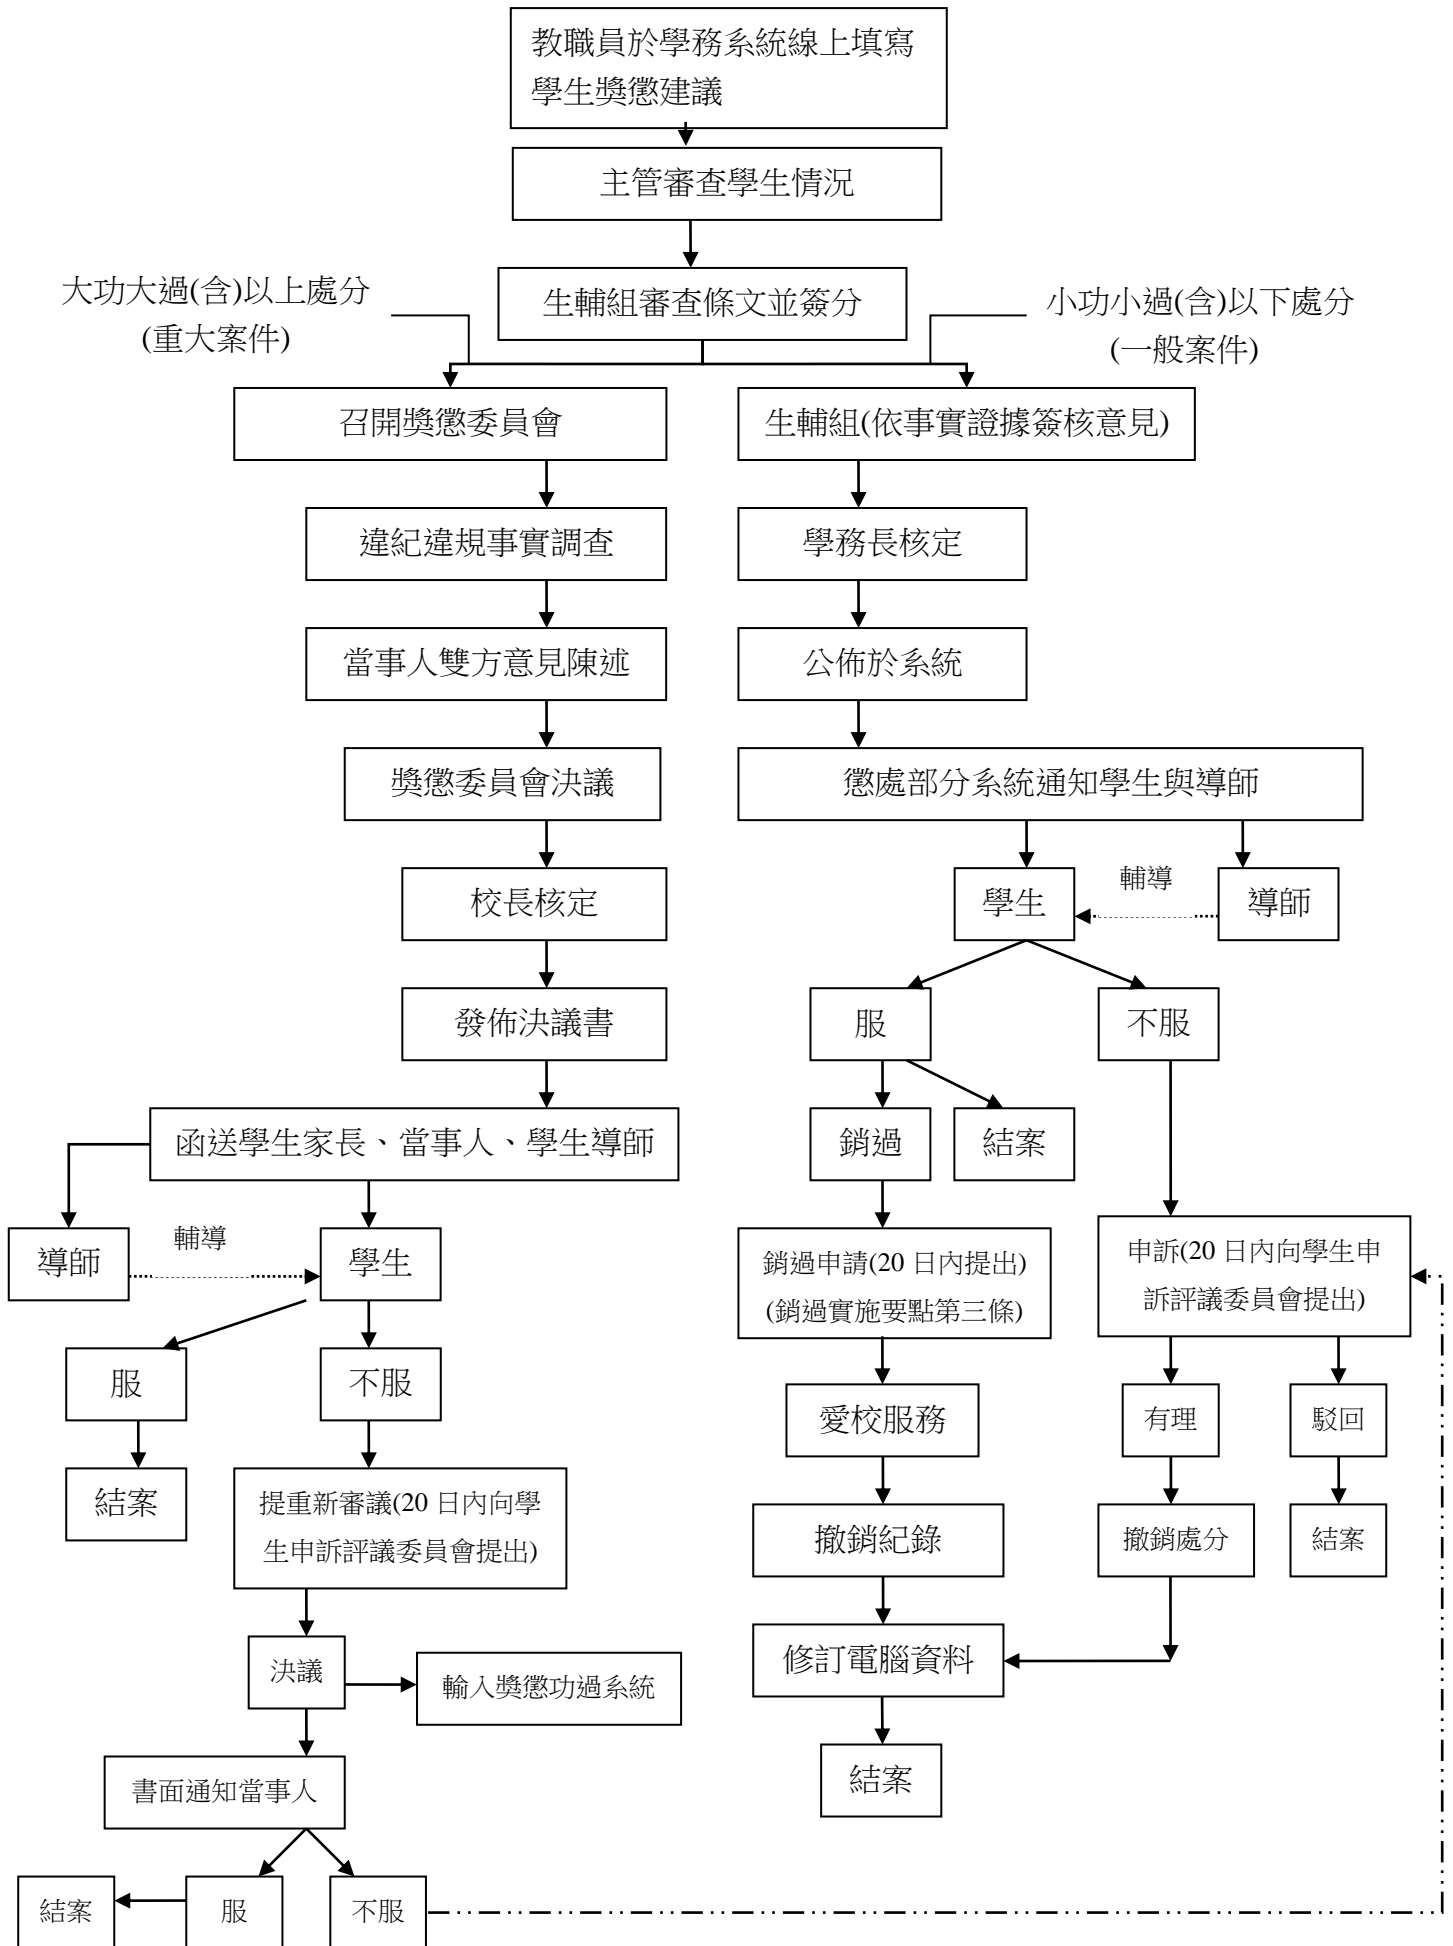 教職員於學務系統線上填寫
學生獎懲建議
主管審查學生情況
生輔組審查條文並簽分
大功大過(含)以上處分
(重大案件)
小功小過(含)以下處分
(一般案件)
召開獎懲委員會
生輔組(依事實證據簽核意見)
違紀違規事實調查
學務長核定
當事人雙方意見陳述
公佈於系統
獎懲委員會決議
懲處部分系統通知學生與導師
校長核定
學生
輔導
導師
發佈決議書
服
不服
函送學生家長、當事人、學生導師
銷過
結案
導師
輔導
學生
銷過申請(20 日內提出)
(銷過實施要點第三條)
申訴(20 日內向學生申
訴評議委員會提出)
服
不服
愛校服務
有理
駁回
結案
提重新審議(20 日內向學
生申訴評議委員會提出)
撤銷紀錄
撤銷處分
結案
決議
輸入獎懲功過系統
修訂電腦資料
書面通知當事人
結案
結案
服
不服